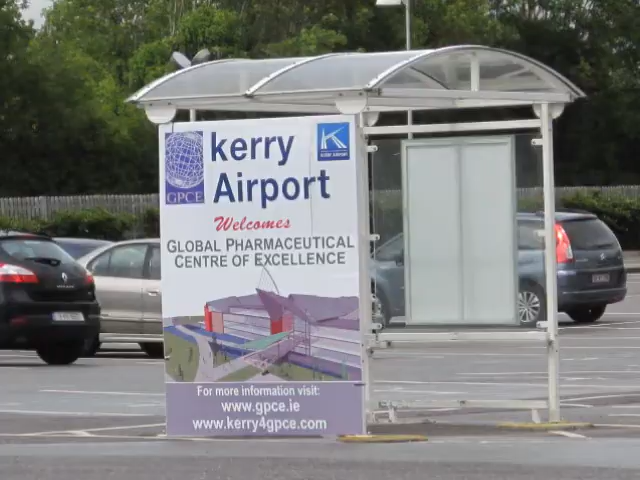 GPCE
kerry
Airport
Welcomes
GLOBAL PHARMACEUTICAL
CENTRE OF EXCELLENCE
For more information visit:
www.gpce.ie
www.kerry4gpce.com